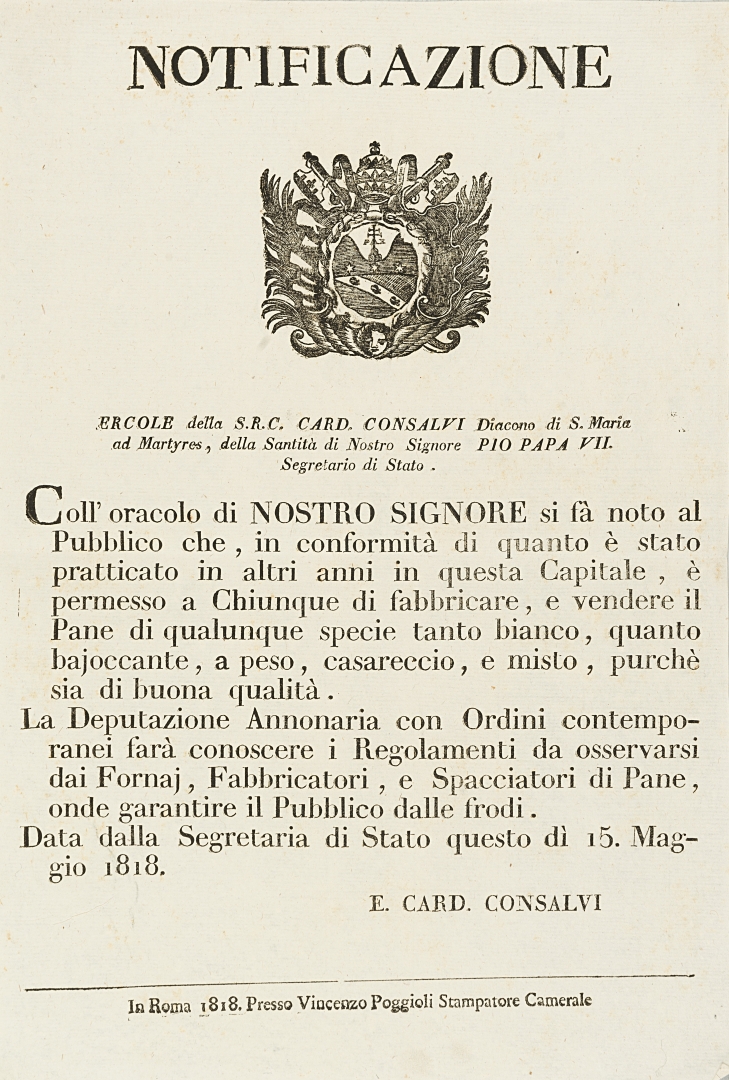 NOTIFICAZIONE
ERCOLE della S.R.C. CARD. CONSALVI Diacono di S. Maria
ad Martyres, della Santità di Nostro Signore PIO PAPA VII.
Segretario di Stato .
Coll' oracolo di NOSTRO SIGNORE si fà noto al
Pubblico che , in conformità di quanto è stato
pratticato in altri anni in questa Capitale , è
permesso a Chiunque di fabbricare, e vendere il
Pane di qualunque specie tanto bianco, quanto
bajoccante, a peso, casareccio, e misto , purchè
sia di buona qualità .
La Deputazione Annonaria con Ordini contempo-
ranei farà conoscere i Regolamenti da osservarsi
dai Fornaj, Fabbricatori , e Spacciatori di Pane,
onde garantire il Pubblico dalle frodi .
Data dalla Segretaria di Stato questo dì 15. Mag-
gio 1818.
E. CARD. CONSALVI
In Roma 1818. Presso Vincenzo Poggioli Stampatore Camerale